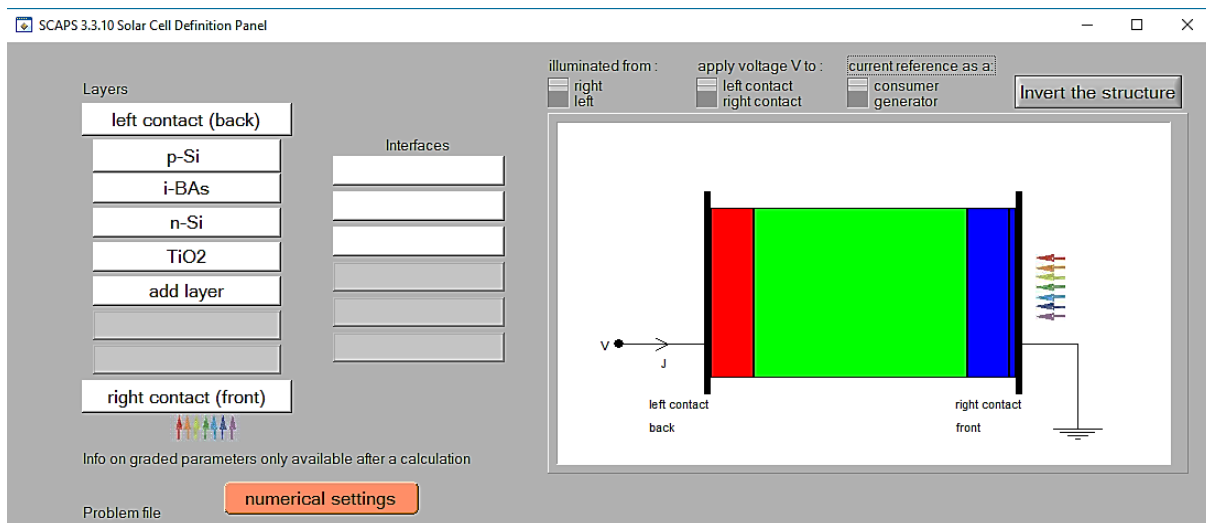 SCAPS 3.3.10 Solar Cell Definition Panel
Layers
left contact (back)
p-Si
i-BAs
n-Si
TiO2
add layer
right contact (front)
Info on graded parameters only available after a calculation
numerical settings
Problem file
Interfaces
illuminated from :
right
left
apply voltage V to :
left contact
right contact
current reference as a:
consumer
generator
Invert the structure
V
J
left contact
back
right contact
front